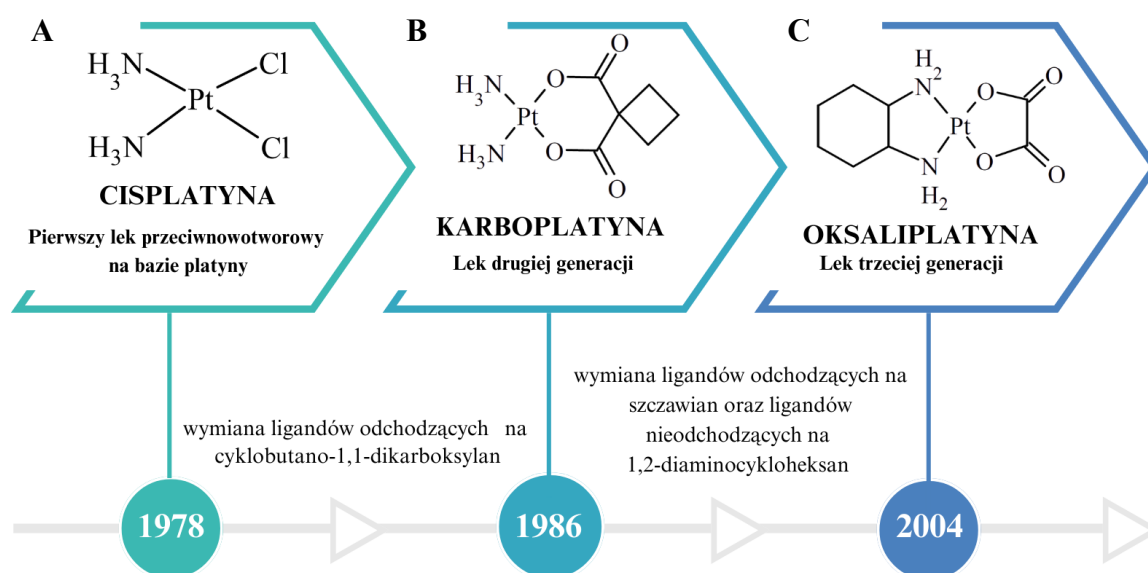 A
H3N
Cl
Pt
H3N
Cl
CISPLATYNA
Pierwszy lek przeciwnowotworowy
na bazie platyny
B
O
H3N
O
Pt
H3N
O
O
KARBOPLATYNA
Lek drugiej generacji
C
H2
N
O
O
Pt
N
O
O
H2
OKSALIPLATYNA
Lek trzeciej generacji
wymiana ligandów odchodzących na
cyklobutano-1,1-dikarboksylan
wymiana ligandów odchodzących na
szczawian oraz ligandów
nieodchodzących na
1,2-diaminocykloheksan
1978
1986
2004